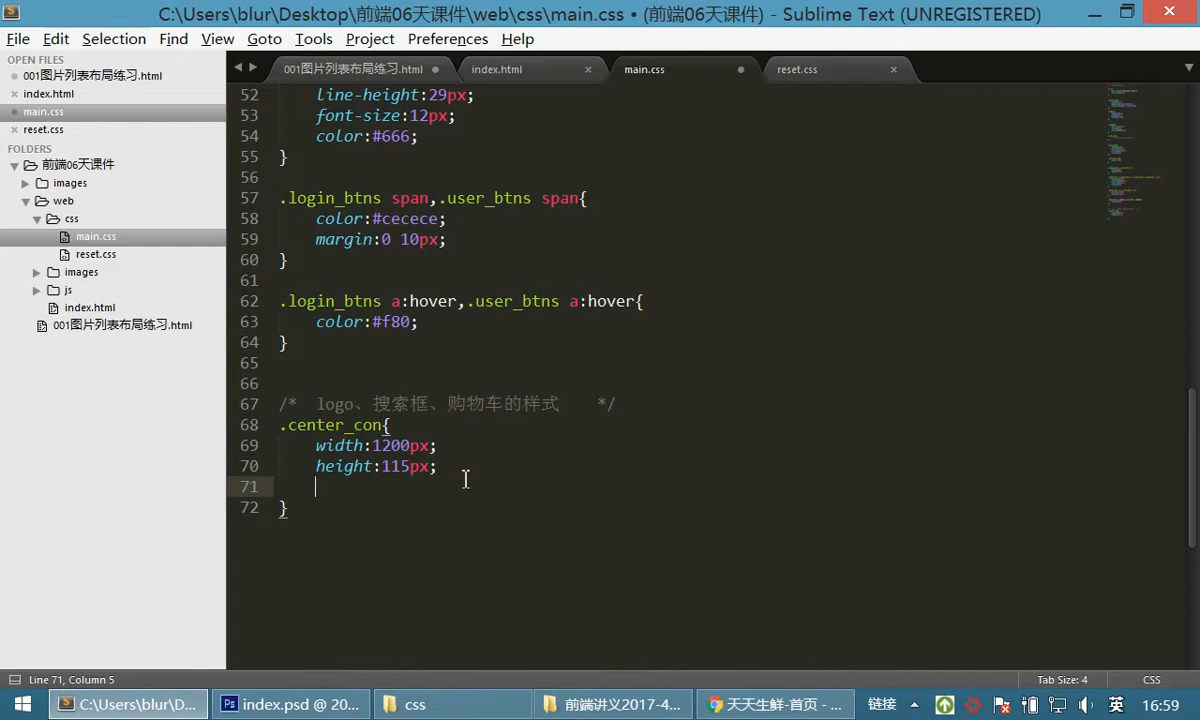 C:\Users\blur\Desktop\前端06天课件\web\css\main.css • (前端06天课件) - Sublime Text (UNREGISTERED)
File Edit Selection Find View Goto Tools Project Preferences Help
OPEN FILES
001图片列表布局练习.html
index.html
main.css
reset.css
FOLDERS
前端06天课件
images
web
css
main.css
reset.css
images
js
index.html
001图片列表布局练习.html
001图片列表布局练习.html index.html main.css reset.css
52 line-height:29px;
53 font-size:12px;
54 color:#666;
55 }
56
57 .login_btns span,.user_btns span{
58 color:#cecece;
59 margin:0 10px;
60 }
61
62 .login_btns a:hover,.user_btns a:hover{
63 color:#f80;
64 }
65
66
67 /* logo、搜索框、购物车的样式 */
68 .center_con{
69 width:1200px;
70 height:115px;
71
72 }
Line 71, Column 5 Tab Size: 4 CSS
C:\Users\blur\D... index.psd @ 20... css 前端讲义2017-4... 天天生鲜-首页 - ... 链接 英 16:59